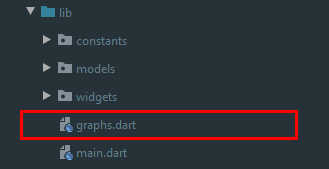 lib
constants
models
widgets
graphs.dart
main.dart